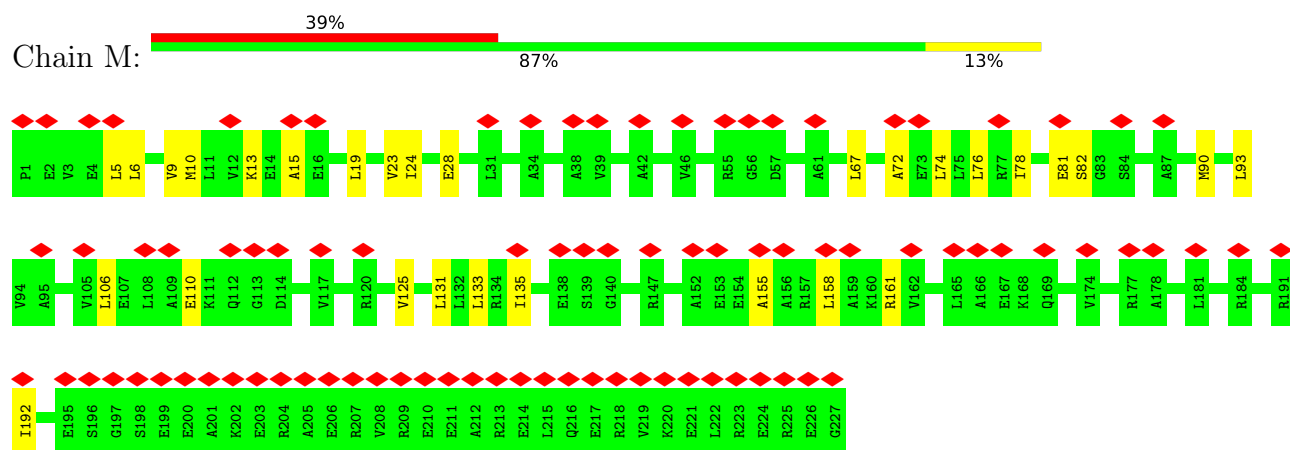 39%
Chain M:
87% 13%
P1 E2 V3 E4 L5 L6 V9 M10 L11 V12 K13 E14 A15 E16 L19 V23 I24 E28 L31 A34 A38 V39 A42 V46 R55 G56 D57 A61 L67 A72 E73 L74 L75 L76 R77 I78 E81 S82 G83 S84 A87 M90 L93
V94 A95 V105 L106 E107 L108 A109 E110 K111 Q112 G113 D114 V117 R120 V125 L131 L132 L133 R134 I135 E138 S139 G140 R147 A152 E153 E154 A155 A156 R157 L158 A159 K160 R161 V162 L165 A166 E167 K168 Q169 V174 R177 A178 L181 R184 R191
I192 E195 S196 G197 S198 E199 E200 A201 K202 E203 R204 A205 E206 R207 V208 R209 E210 E211 A212 R213 E214 L215 Q216 E217 R218 V219 K220 E221 L222 R223 E224 R225 E226 G227